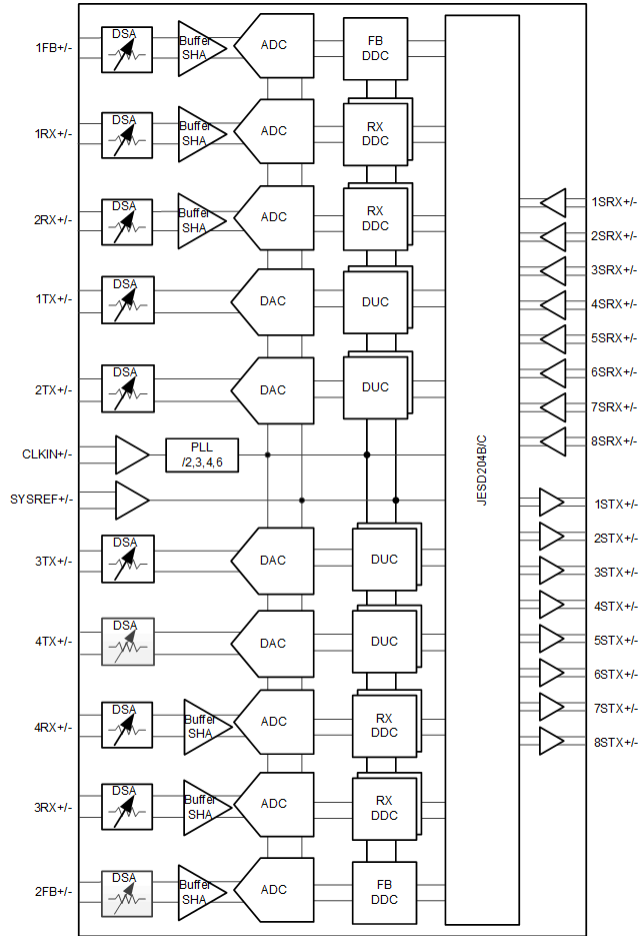 1FB+/-
DSA
Buffer
SHA
ADC
FB
DDC
1RX+/-
DSA
Buffer
SHA
ADC
RX
DDC
2RX+/-
DSA
Buffer
SHA
ADC
RX
DDC
1TX+/-
DSA
DAC
DUC
2TX+/-
DSA
DAC
DUC
CLKIN+/-
PLL
/2,3,4,6
SYSREF+/-
3TX+/-
DSA
DAC
DUC
4TX+/-
DSA
DAC
DUC
4RX+/-
DSA
Buffer
SHA
ADC
RX
DDC
3RX+/-
DSA
Buffer
SHA
ADC
RX
DDC
2FB+/-
DSA
Buffer
SHA
ADC
FB
DDC
JESD204B/C
1SRX+/-
2SRX+/-
3SRX+/-
4SRX+/-
5SRX+/-
6SRX+/-
7SRX+/-
8SRX+/-
1STX+/-
2STX+/-
3STX+/-
4STX+/-
5STX+/-
6STX+/-
7STX+/-
8STX+/-